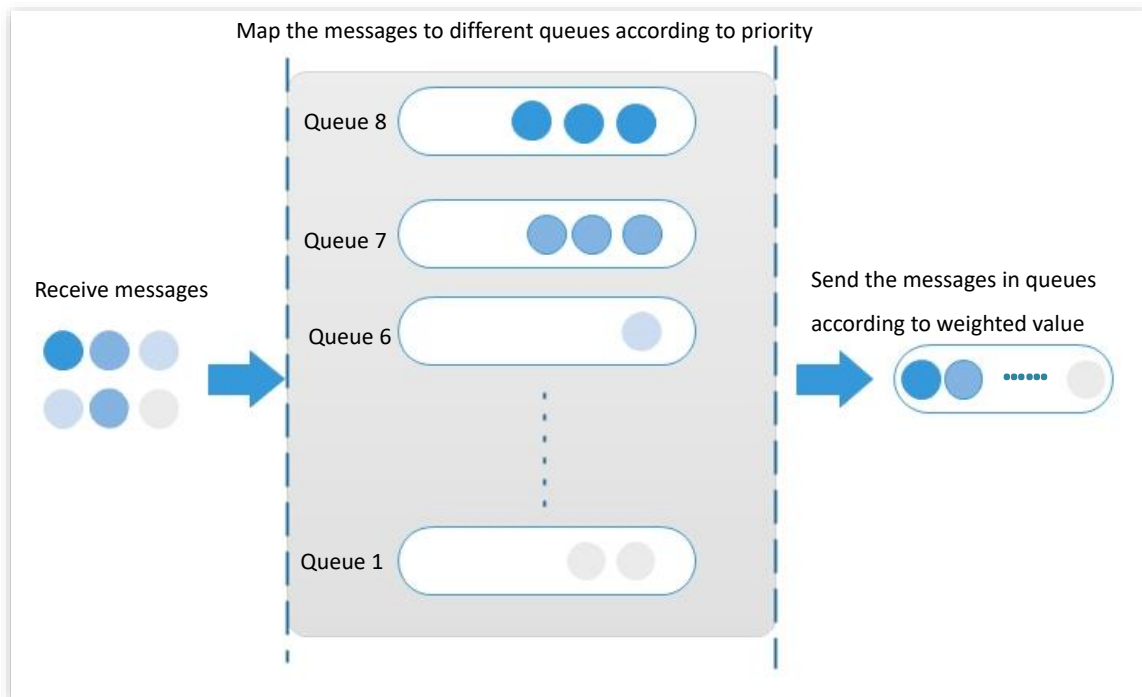 Map the messages to different queues according to priority
Queue 8
Queue 7
Receive messages
Queue 6
Send the messages in queues
according to weighted value
Queue 1